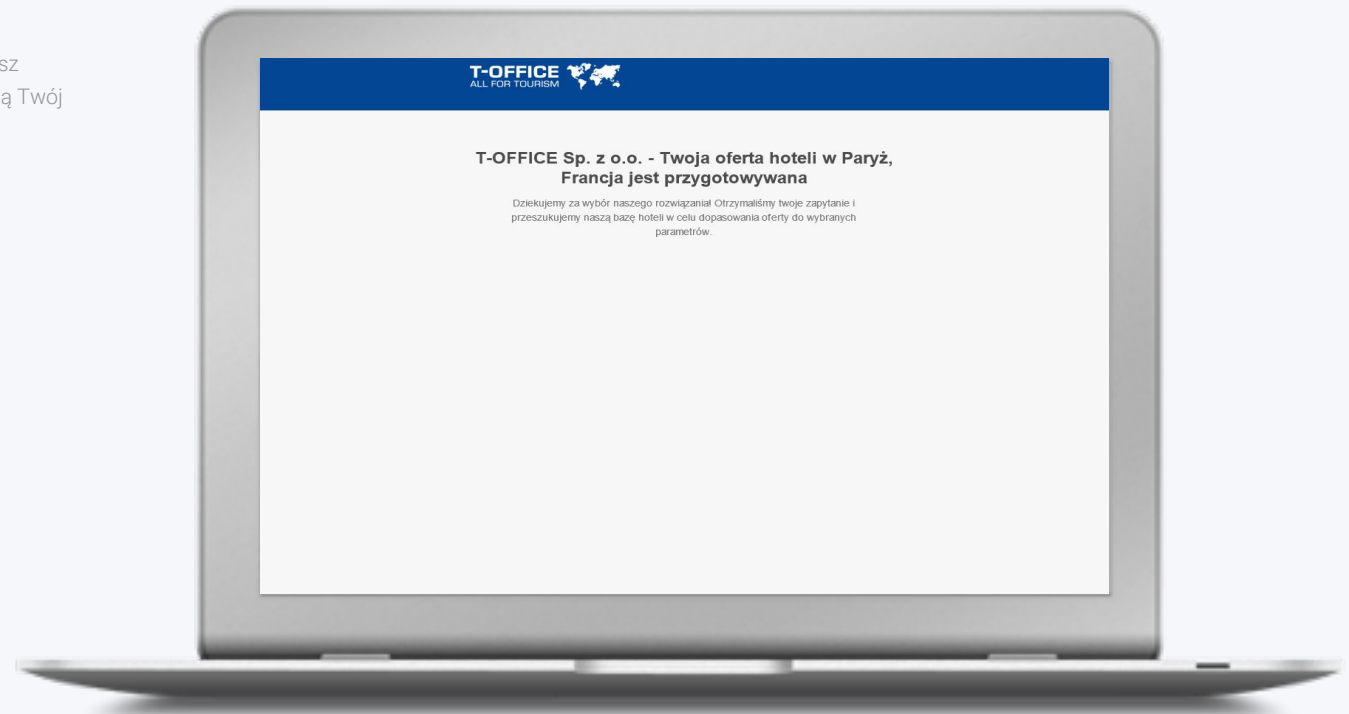 sz
ą Twój
T-OFFICE
ALL FOR TOURISM
T-OFFICE Sp. z o.o. - Twoja oferta hoteli w Paryż,
Francja jest przygotowywana
Dziekujemy za wybór naszego rozwiązania! Otrzymaliśmy twoje zapytanie i
przeszukujemy naszą bazę hoteli w celu dopasowania oferty do wybranych
parametrów.